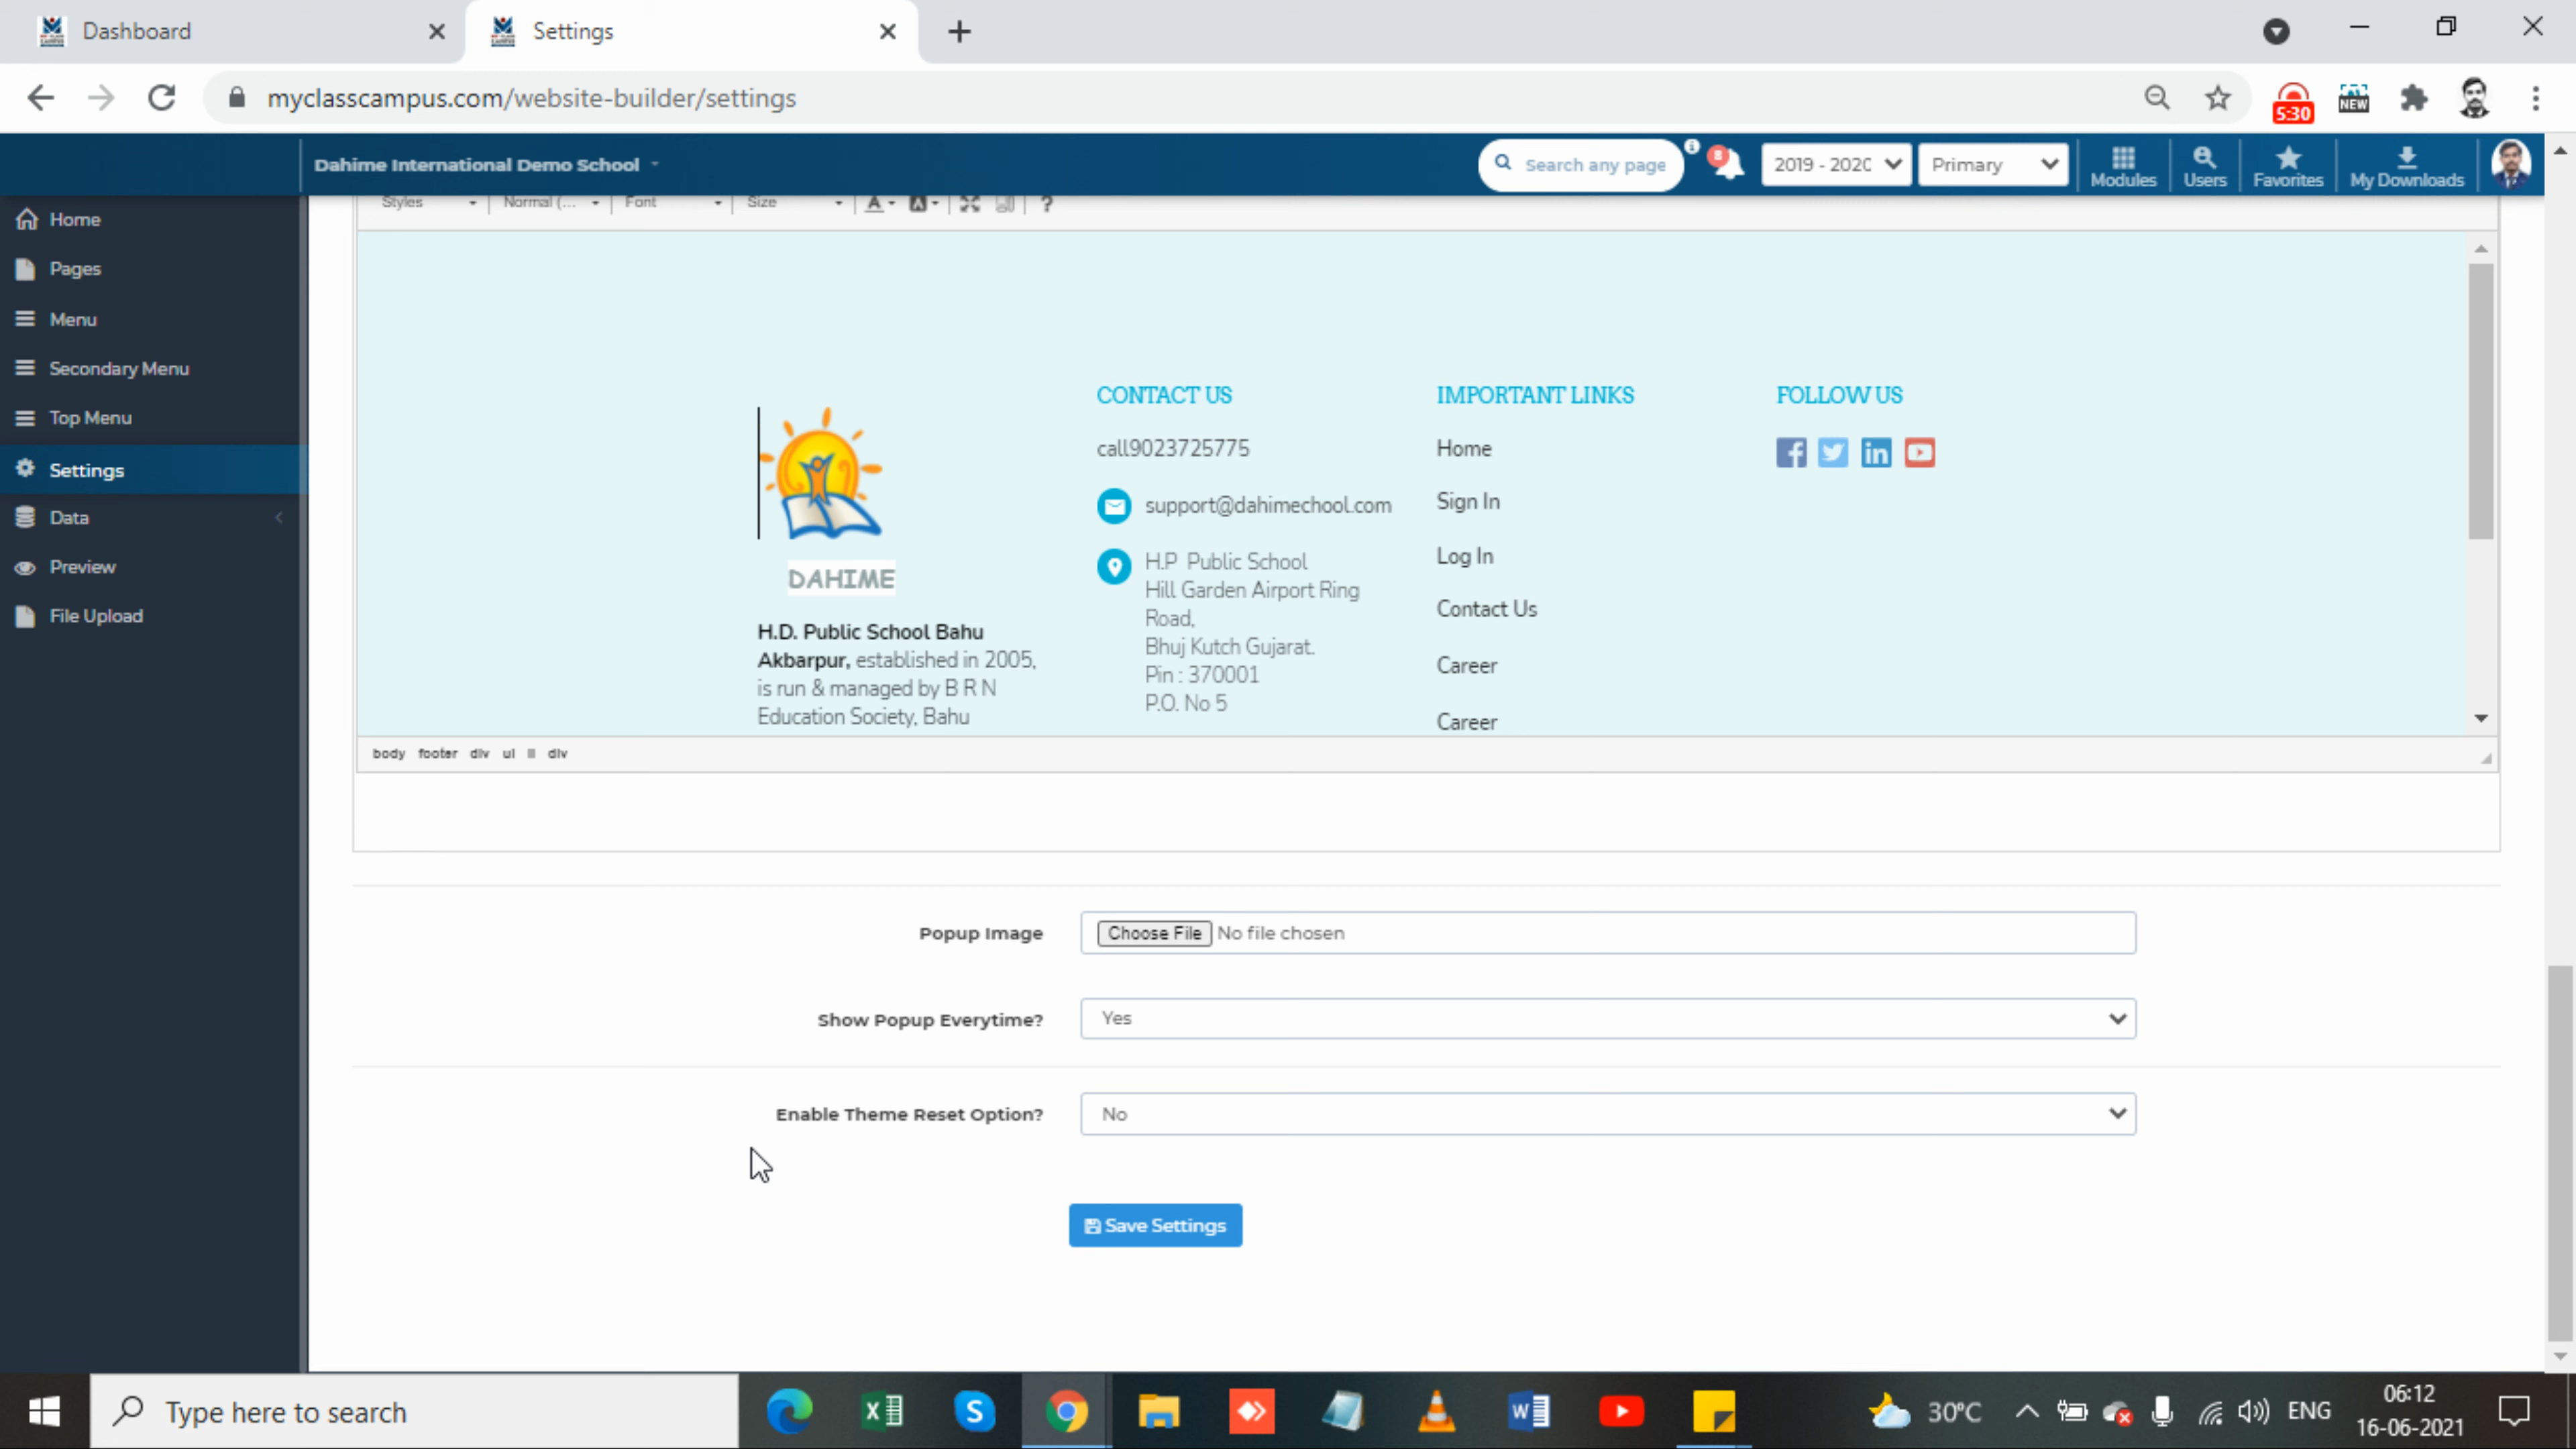 Dashboard
Settings
myclasscampus.com/website-builder/settings
5:30
NEW
Dahime International Demo School
Search any page
8
2019 - 2020
Primary
Modules
Users
Favorites
My Downloads
Home
Pages
Menu
Secondary Menu
Top Menu
Settings
Data
Preview
File Upload
Styles
Normal (...
Font
Size
A
A
?
DAHIME
H.D. Public School Bahu
Akbarpur, established in 2005,
is run & managed by B R N
Education Society, Bahu
CONTACT US
call9023725775
support@dahimechool.com
H.P Public School
Hill Garden Airport Ring
Road,
Bhuj Kutch Gujarat.
Pin : 370001
P.O. No 5
IMPORTANT LINKS
Home
Sign In
Log In
Contact Us
Career
Career
FOLLOW US
body footer div ul li div
Popup Image
Choose File No file chosen
Show Popup Everytime?
Yes
Enable Theme Reset Option?
No
Save Settings
Type here to search
30°C
ENG
06:12
16-06-2021